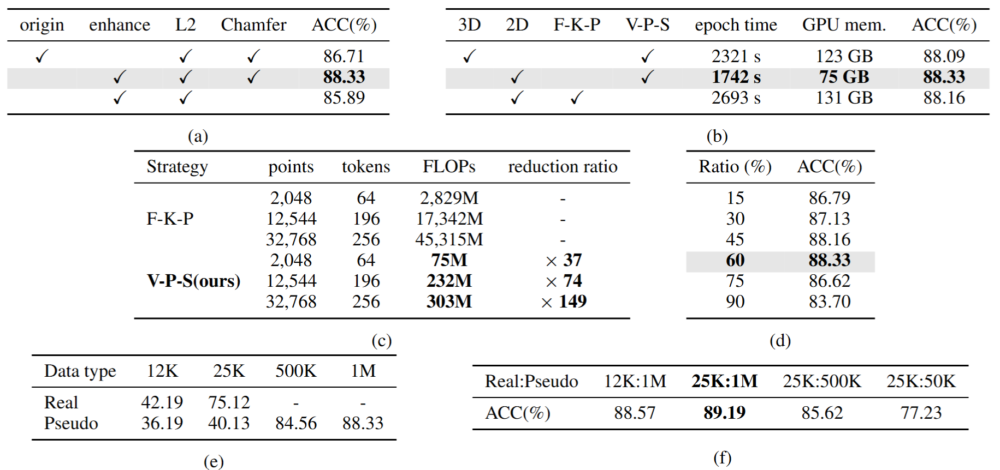 origin enhance L2 Chamfer ACC(%)
✓ ✓ ✓ 86.71
✓ ✓ ✓ 88.33
✓ ✓ 85.89
(a)
3D 2D F-K-P V-P-S epoch time GPU mem. ACC(%)
✓ ✓ 2321 s 123 GB 88.09
✓ ✓ 1742 s 75 GB 88.33
✓ ✓ 2693 s 131 GB 88.16
(b)
Strategy points tokens FLOPs reduction ratio
2,048 64 2,829M -
F-K-P 12,544 196 17,342M -
32,768 256 45,315M -
2,048 64 75M × 37
V-P-S(ours) 12,544 196 232M × 74
32,768 256 303M × 149
(c)
Ratio (%) ACC(%)
15 86.79
30 87.13
45 88.16
60 88.33
75 86.62
90 83.70
(d)
Data type 12K 25K 500K 1M
Real 42.19 75.12 - -
Pseudo 36.19 40.13 84.56 88.33
(e)
Real:Pseudo 12K:1M 25K:1M 25K:500K 25K:50K
ACC(%) 88.57 89.19 85.62 77.23
(f)